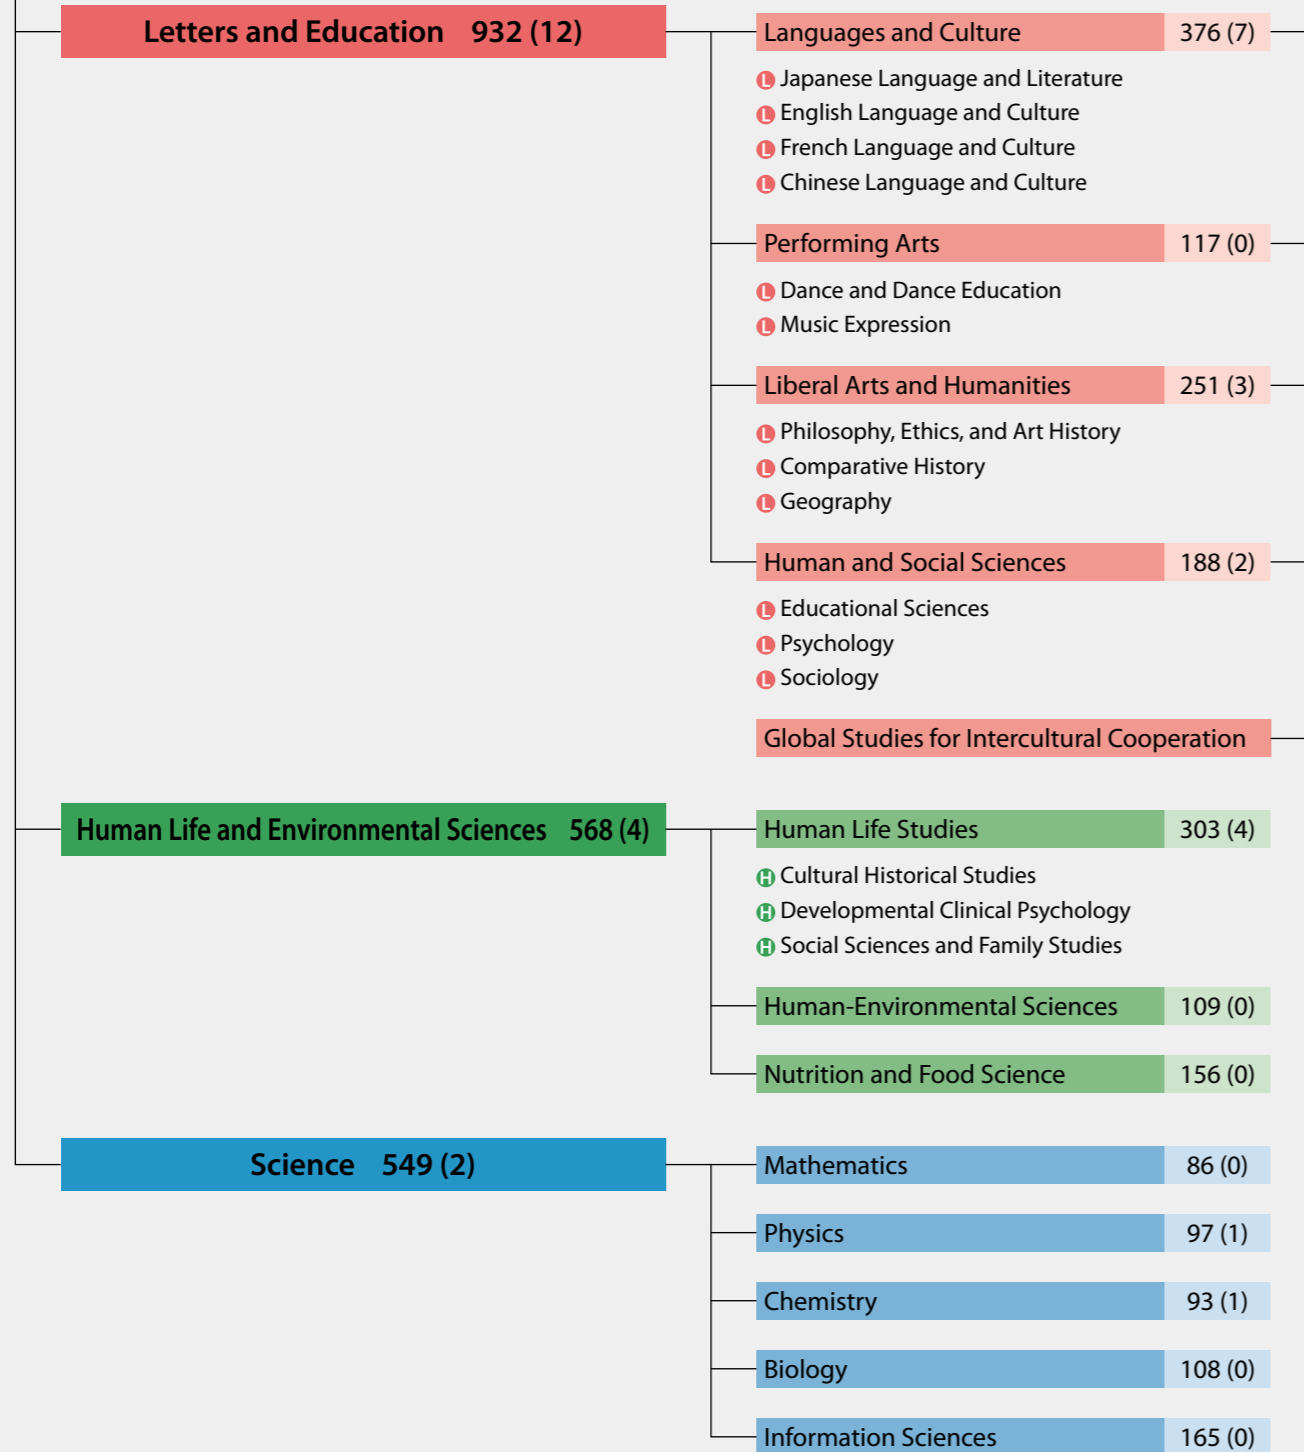 Letters and Education 932 (12)
Languages and Culture 376 (7)
L Japanese Language and Literature
L English Language and Culture
L French Language and Culture
L Chinese Language and Culture
Performing Arts 117 (0)
L Dance and Dance Education
L Music Expression
Liberal Arts and Humanities 251 (3)
L Philosophy, Ethics, and Art History
L Comparative History
L Geography
Human and Social Sciences 188 (2)
L Educational Sciences
L Psychology
L Sociology
Global Studies for Intercultural Cooperation
Human Life and Environmental Sciences 568 (4)
Human Life Studies 303 (4)
H Cultural Historical Studies
H Developmental Clinical Psychology
H Social Sciences and Family Studies
Human-Environmental Sciences 109 (0)
Nutrition and Food Science 156 (0)
Science 549 (2)
Mathematics 86 (0)
Physics 97 (1)
Chemistry 93 (1)
Biology 108 (0)
Information Sciences 165 (0)